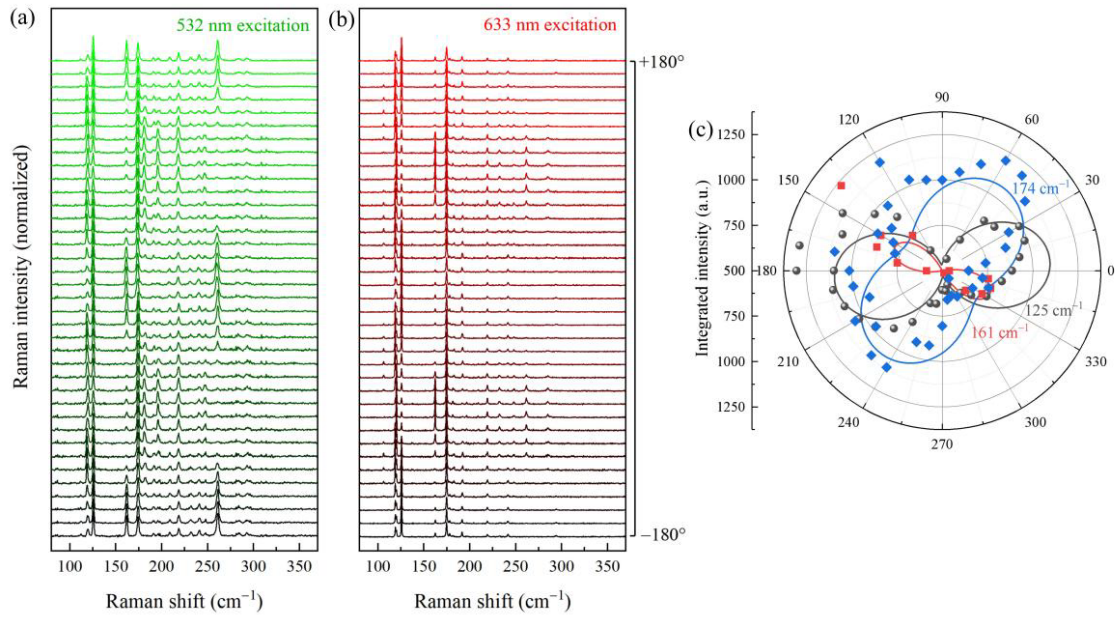 (a)
532 nm excitation
(b)
633 nm excitation
+180°
−180°
Raman intensity (normalized)
100 150 200 250 300 350
Raman shift (cm−1)
100 150 200 250 300 350
Raman shift (cm−1)
(c)
Integrated intensity (a.u.)
1250
1000
750
500
750
1000
1250
90
120
60
150
30
180
0
210
330
240
300
270
174 cm−1
125 cm−1
161 cm−1